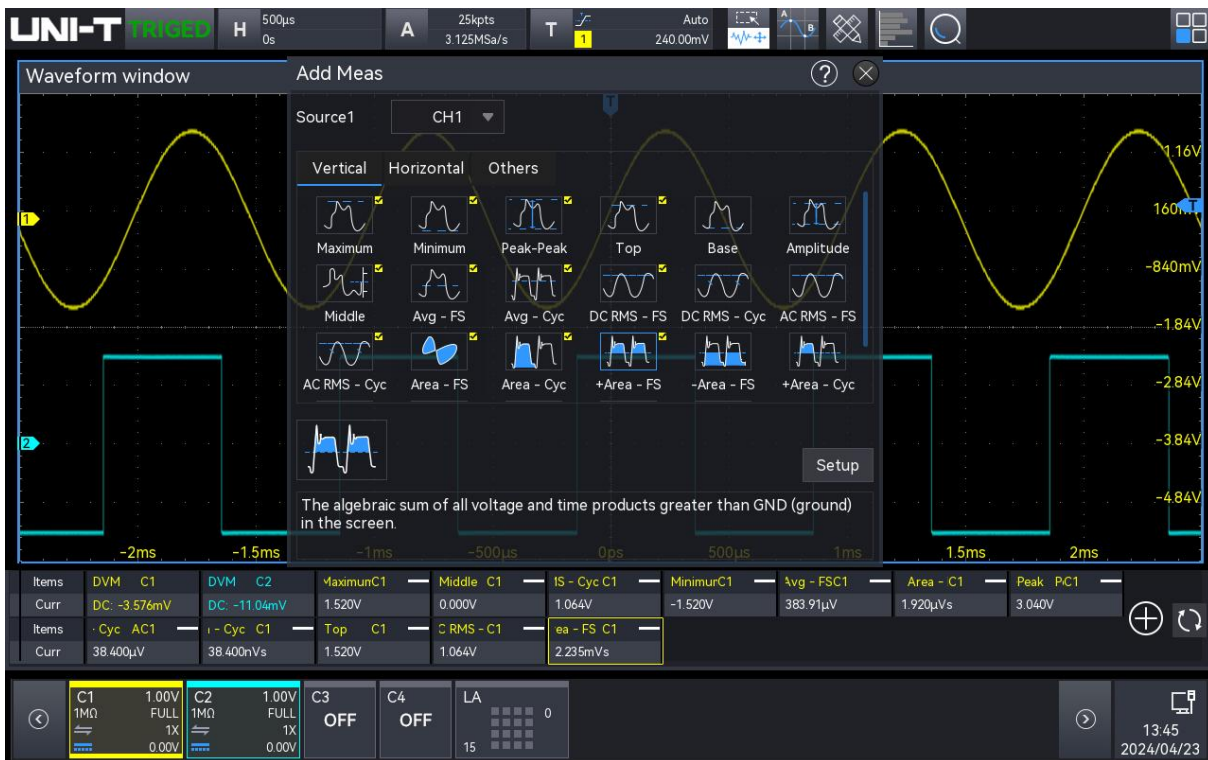 UNI-T TRIGED H 500µs 0s A 25kpts 3.125MSa/s T 1 Auto 240.00mV A B
Waveform window
Add Meas ?
Source1 CH1
T
Vertical Horizontal Others
1.16V
1
160m T
Maximum Minimum Peak-Peak Top Base Amplitude
-840mV
Middle Avg - FS Avg - Cyc DC RMS - FS DC RMS - Cyc AC RMS - FS
-1.84V
AC RMS - Cyc Area - FS Area - Cyc +Area - FS -Area - FS +Area - Cyc
-2.84V
2
-3.84V
Setup
The algebraic sum of all voltage and time products greater than GND (ground)
in the screen.
-4.84V
-2ms -1.5ms -1ms -500µs 0ps 500µs 1ms 1.5ms 2ms
Items DVM C1 DVM C2 MaximunC1 Middle C1 1S - Cyc C1 MinimurC1 Avg - FSC1 Area - C1 Peak PiC1
Curr DC: -3.576mV DC: -11.04mV 1.520V 0.000V 1.064V -1.520V 383.91µV 1.920µVs 3.040V
Items - Cyc AC1 - Cyc C1 Top C1 C RMS - C1 ea - FS C1
Curr 38.400µV 38.400nVs 1.520V 1.064V 2.235mVs
C1 1.00V C2 1.00V C3 C4 LA
1MΩ FULL 1MΩ FULL OFF OFF 0
1X 1X
0.00V 0.00V 15
13:45
2024/04/23